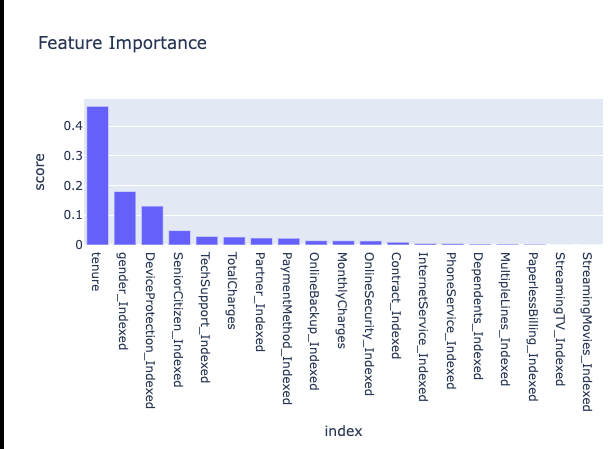 Feature Importance
score
0.4
0.3
0.2
0.1
0
tenure
gender_Indexed
DeviceProtection_Indexed
SeniorCitizen_Indexed
TechSupport_Indexed
TotalCharges
Partner_Indexed
PaymentMethod_Indexed
OnlineBackup_Indexed
MonthlyCharges
OnlineSecurity_Indexed
Contract_Indexed
InternetService_Indexed
PhoneService_Indexed
Dependents_Indexed
MultipleLines_Indexed
PaperlessBilling_Indexed
StreamingTV_Indexed
StreamingMovies_Indexed
index